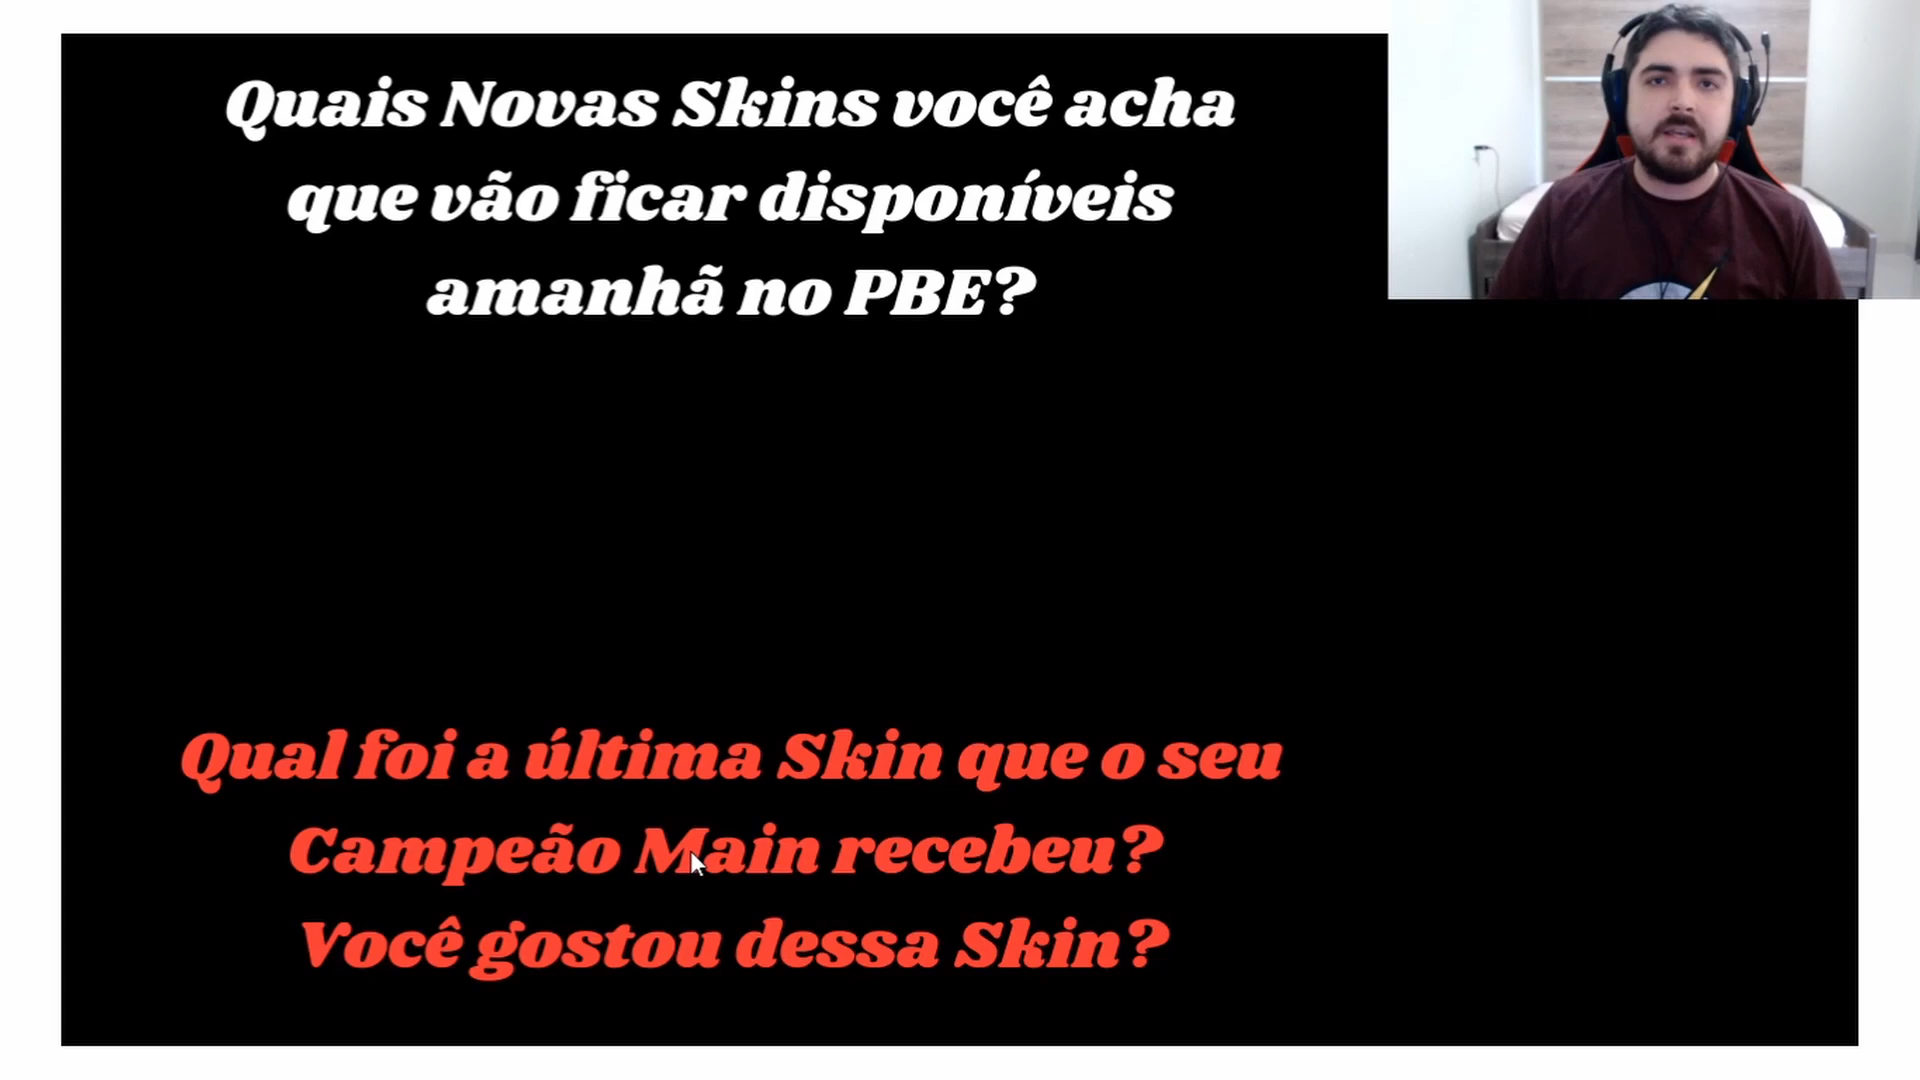 Quais Novas Skins você acha
que vão ficar disponíveis
amanhã no PBE?
Qual foi a última Skin que o seu
Campeão Main recebeu?
Você gostou dessa Skin?